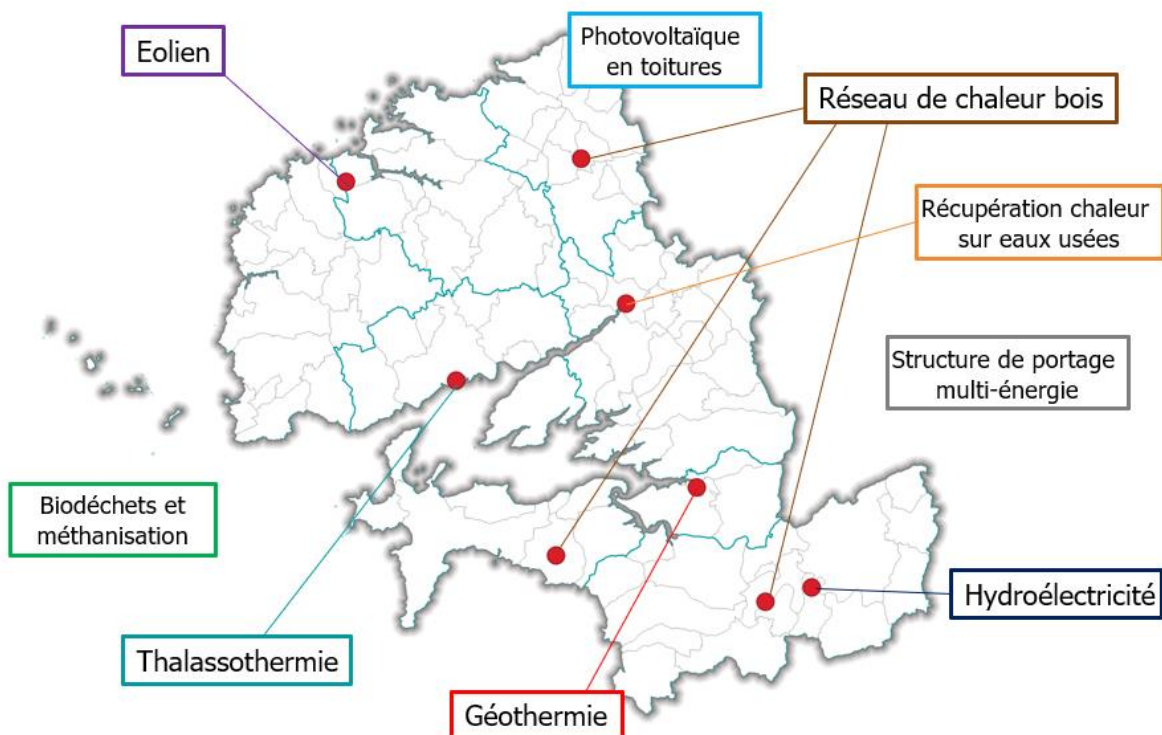 Eolien
Photovoltaïque
en toitures
Réseau de chaleur bois
Récupération chaleur
sur eaux usées
Structure de portage
multi-énergie
Biodéchets et
méthanisation
Hydroélectricité
Thalassothermie
Géothermie